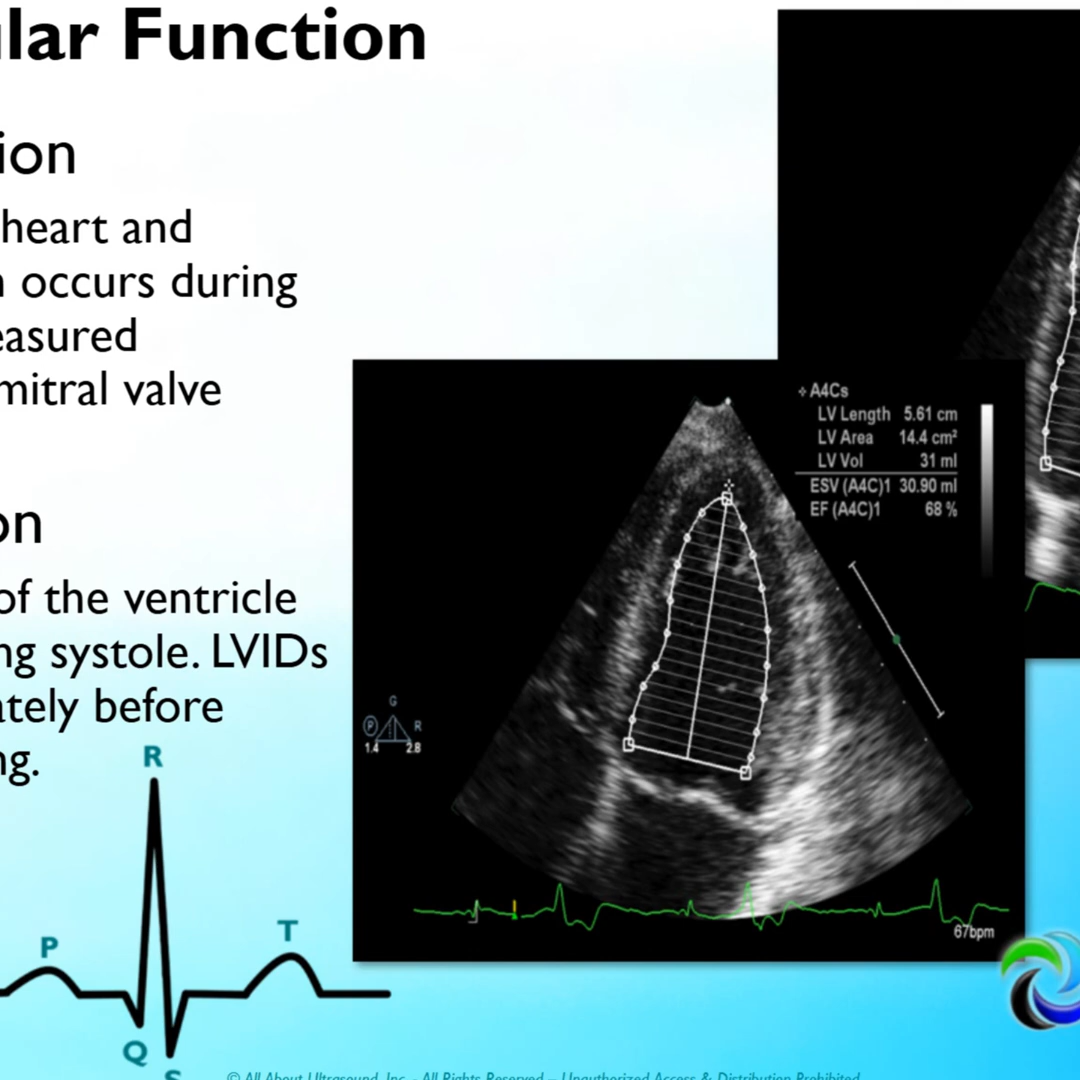 ular Function
ion
heart and
n occurs during
easured
mitral valve
on
of the ventricle
ng systole. LVIDs
ately before
ng.
A4Cs
LV Length 5.61 cm
LV Area 14.4 cm²
LV Vol 31 ml
ESV (A4C)1 30.90 ml
EF (A4C)1 68 %
G
P R
1.4 2.8
67bpm
R
P
T
Q
S
© All About Ultrasound, Inc. - All Rights Reserved – Unauthorized Access & Distribution Prohibited